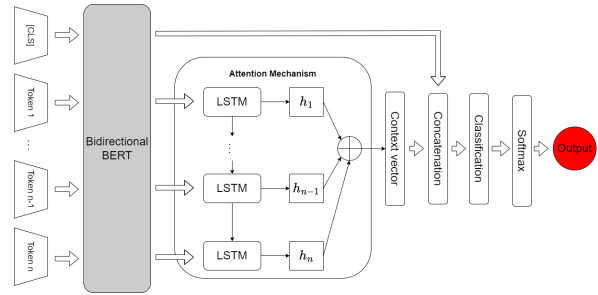 [CLS]
Attention Mechanism
Token 1
LSTM
h1
...
Bidirectional
BERT
...
Context vector
Concatenation
Classification
Softmax
Output
Token n-1
LSTM
hn−1
Token n
LSTM
hn